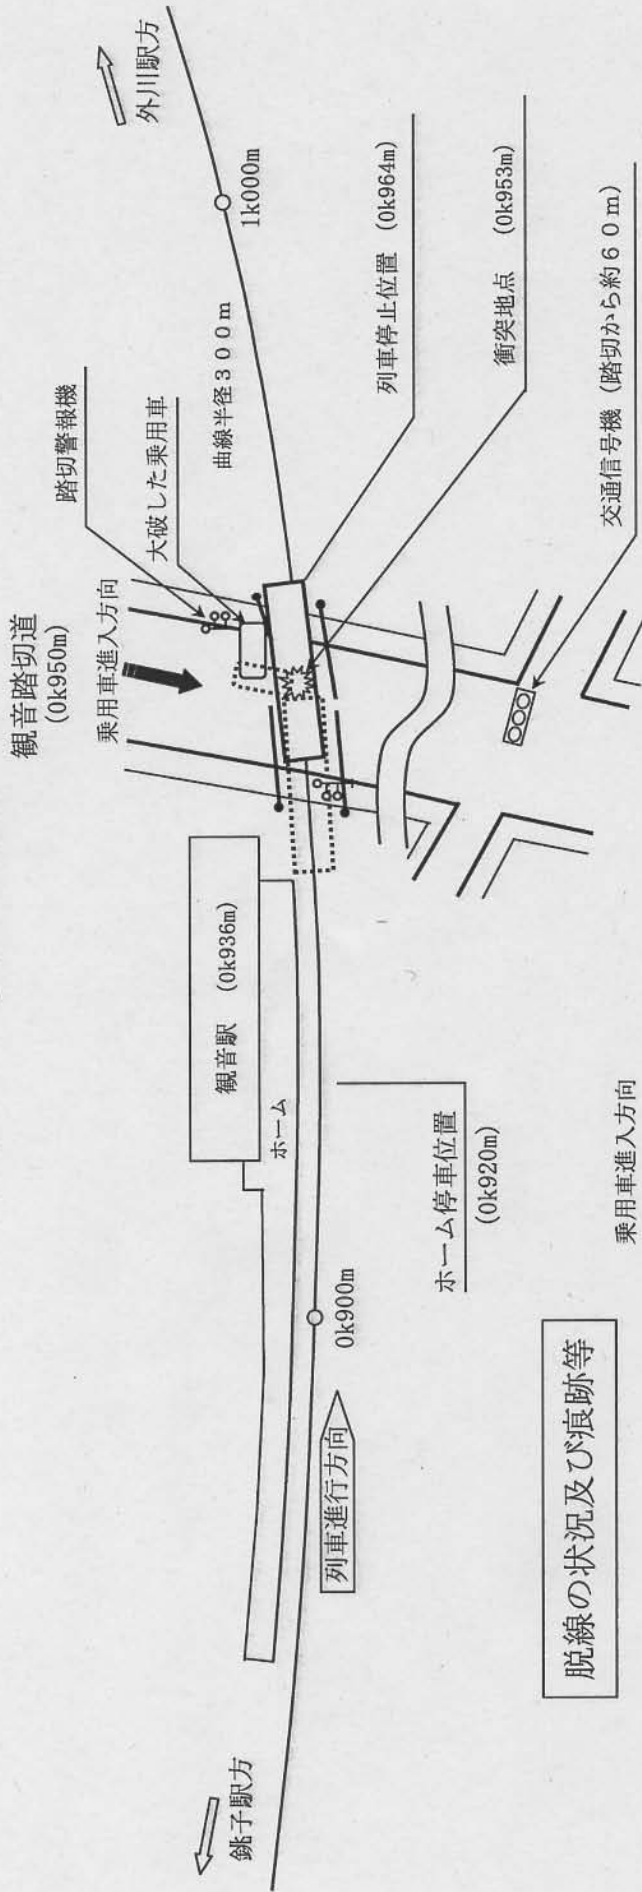 観音踏切道
(0k950m)
乗用車進入方向
踏切警報機
大破した乗用車
曲線半径３００ｍ
外川駅方
1k000m
列車停止位置 (0k964m)
衝突地点 (0k953m)
交通信号機 (踏切から約６０ｍ)
観音駅 (0k936m)
ホーム
ホーム停車位置
(0k920m)
0k900m
列車進行方向
銚子駅方
脱線の状況及び痕跡等
乗用車進入方向